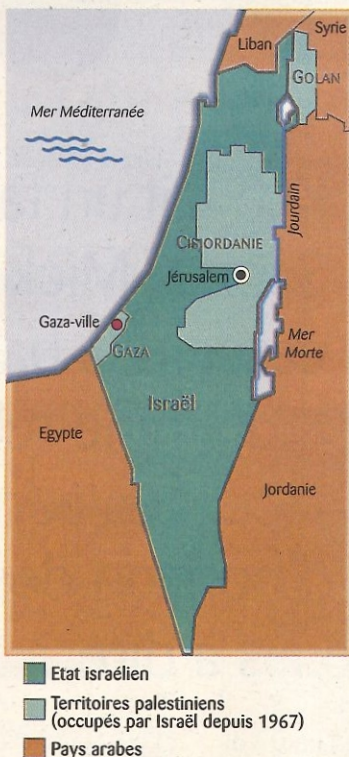 Syrie
Liban
GOLAN
Mer Méditerranée
Jourdain
CISJORDANIE
Jérusalem
Gaza-ville
GAZA
Mer
Morte
Israël
Egypte
Jordanie
Etat israélien
Territoires palestiniens
(occupés par Israël depuis 1967)
Pays arabes